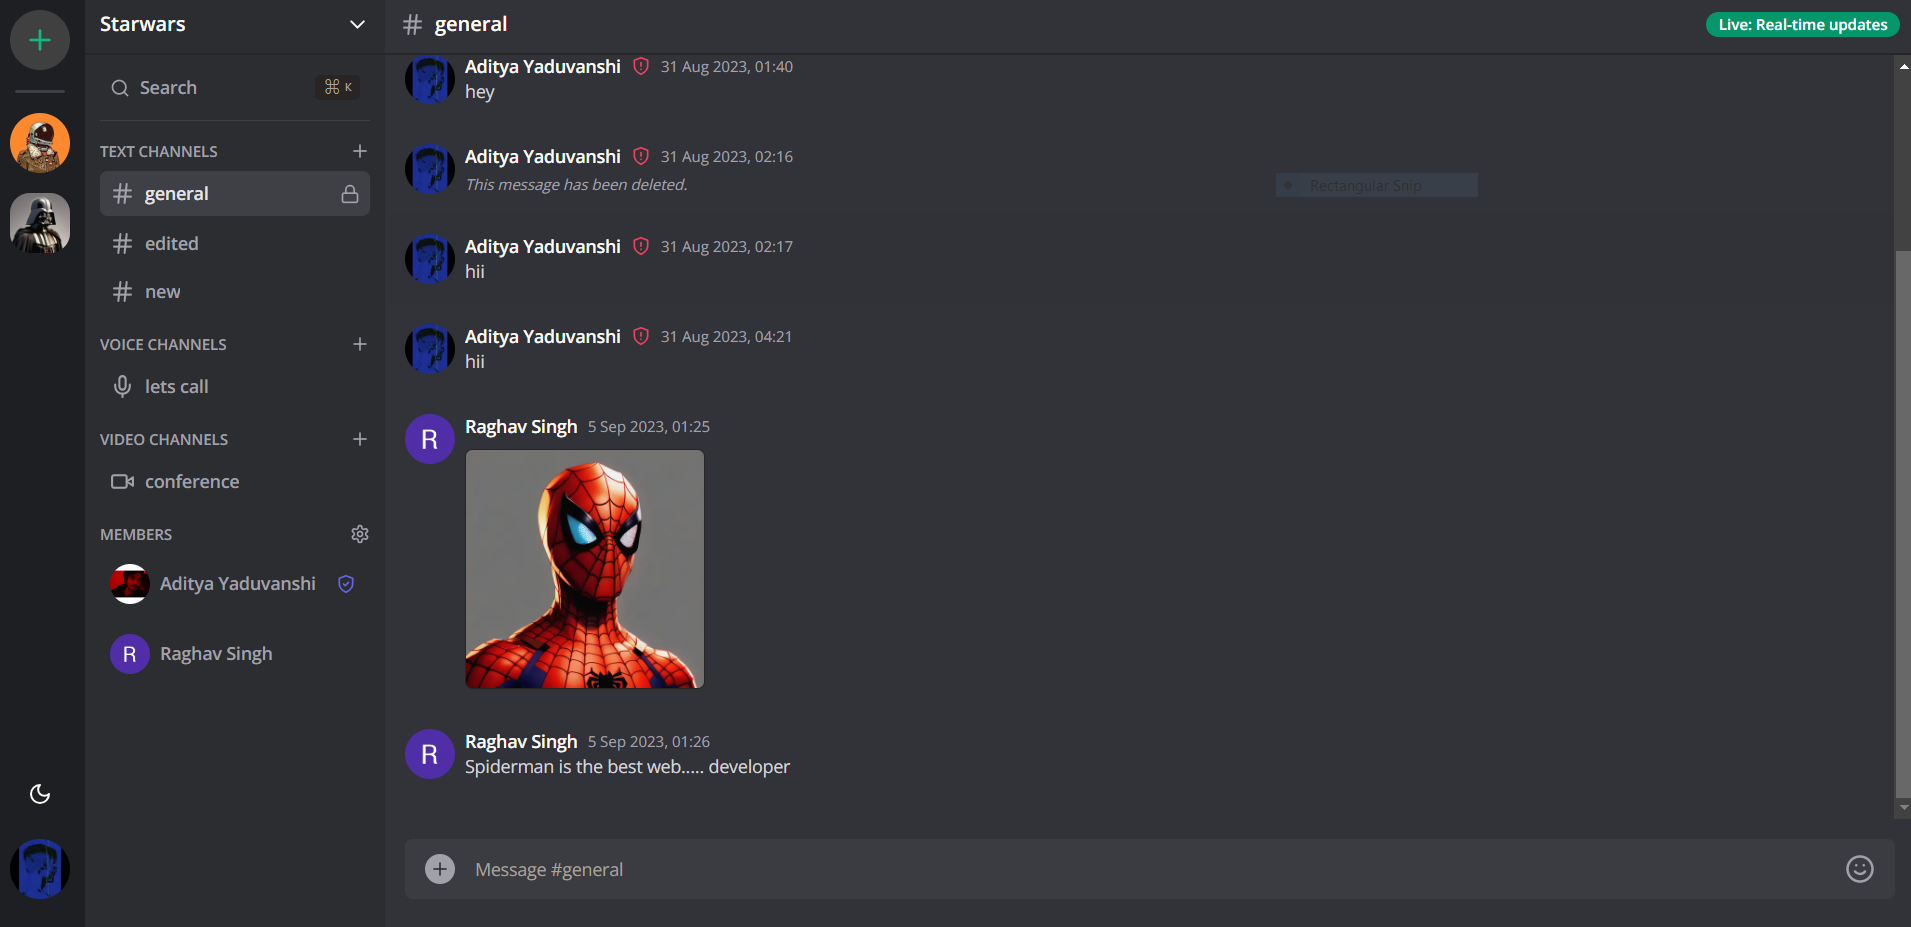 Starwars
Search
⌘ K
TEXT CHANNELS
general
edited
new
VOICE CHANNELS
lets call
VIDEO CHANNELS
conference
MEMBERS
Aditya Yaduvanshi
R Raghav Singh
# general
Live: Real-time updates
Aditya Yaduvanshi 31 Aug 2023, 01:40
hey
Aditya Yaduvanshi 31 Aug 2023, 02:16
This message has been deleted.
Rectangular Snip
Aditya Yaduvanshi 31 Aug 2023, 02:17
hii
Aditya Yaduvanshi 31 Aug 2023, 04:21
hii
R Raghav Singh 5 Sep 2023, 01:25
R Raghav Singh 5 Sep 2023, 01:26
Spiderman is the best web..... developer
Message #general